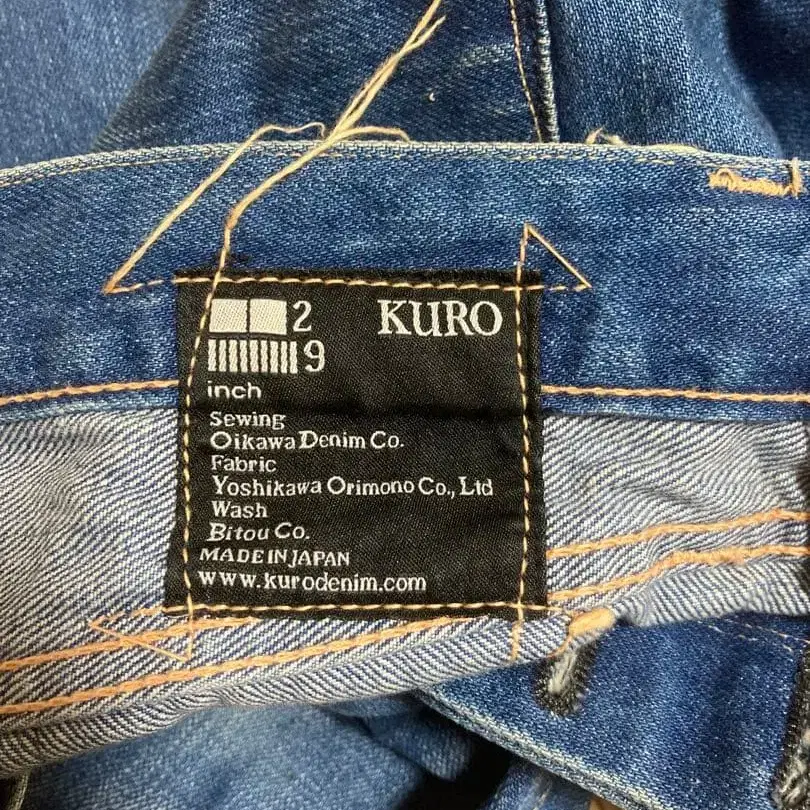 2 KURO
9
inch
Sewing
Oikawa Denim Co.
Fabric
Yoshikawa Orimono Co., Ltd
Wash
Bitou Co.
MADE IN JAPAN
www.kurodenim.com